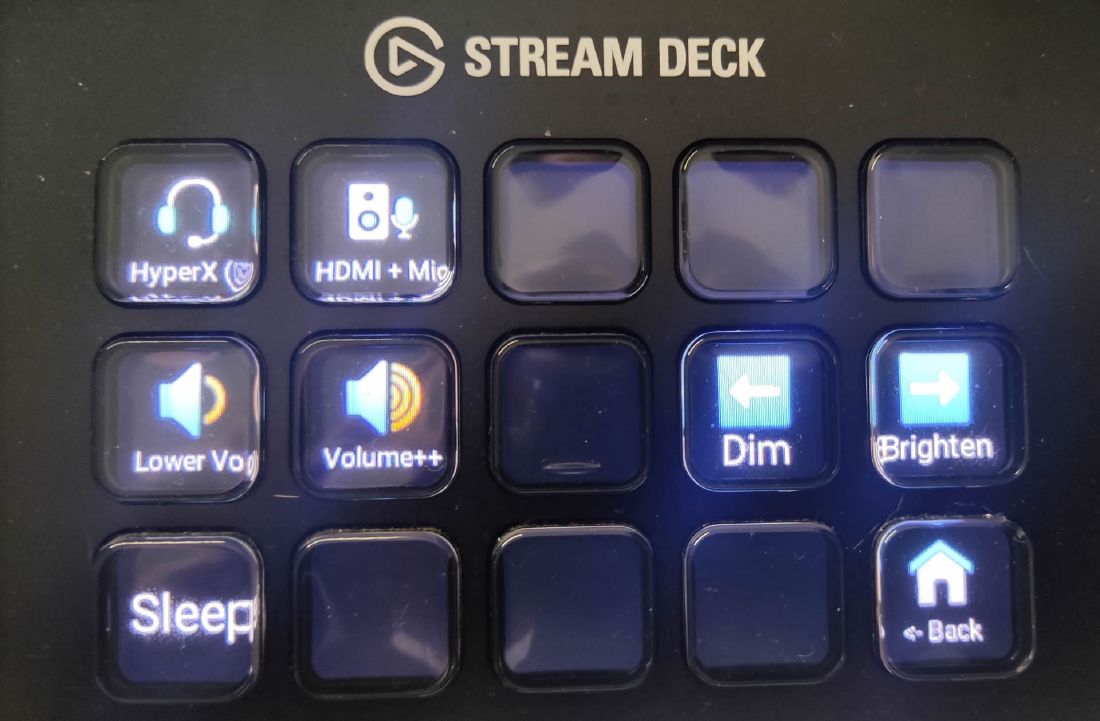 STREAM DECK
HyperX (
HDMI + Mic
Lower Vo
Volume++
Dim
Brighten
Sleep
<- Back